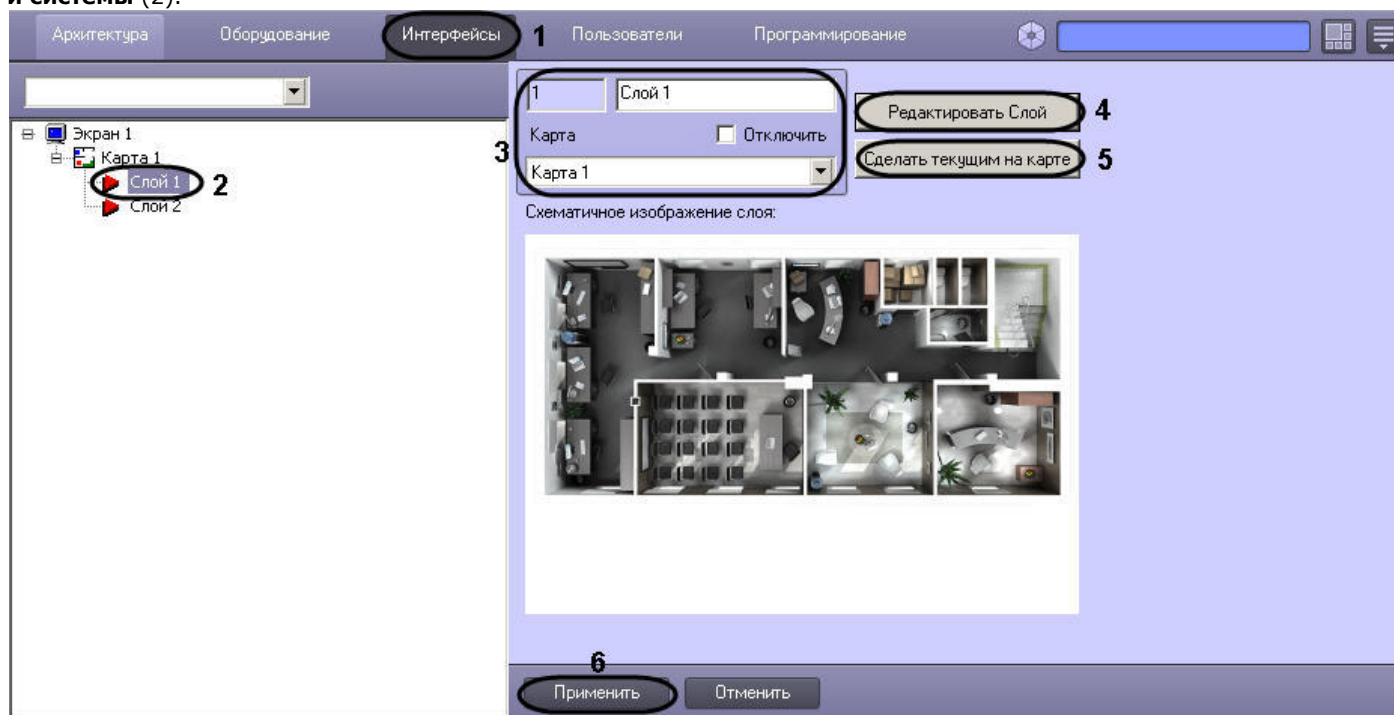 и системы (2).
Архитектура Оборудование Интерфейсы 1 Пользователи Программирование
1 Слой 1
Редактировать Слой 4
Экран 1
Карта Отключить
Карта 1
3
Сделать текущим на карте 5
Слой 1 2
Карта 1
Слой 2
Схематичное изображение слоя:
6
Применить Отменить